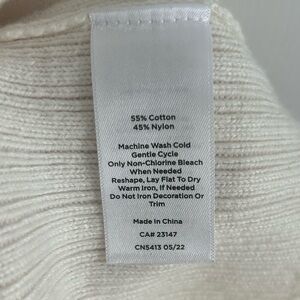 55% Cotton
45% Nylon
Machine Wash Cold
Gentle Cycle
Only Non-Chlorine Bleach
When Needed
Reshape, Lay Flat To Dry
Warm Iron, If Needed
Do Not Iron Decoration Or
Trim
Made in China
CA# 23147
CN5413 05/22